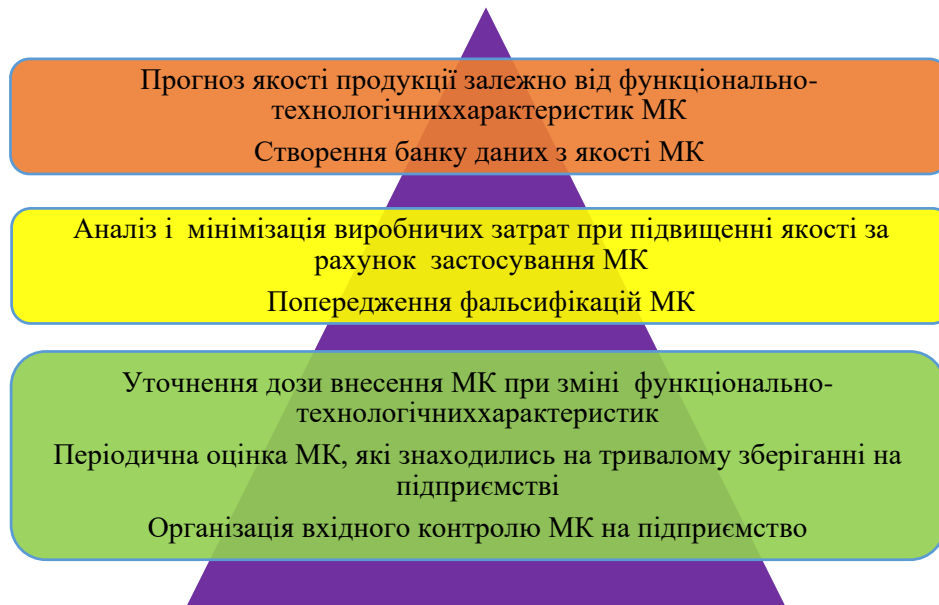 Прогноз якості продукції залежно від функціонально-
технологічниххарактеристик МК
Створення банку даних з якості МК
Аналіз і мінімізація виробничих затрат при підвищенні якості за
рахунок застосування МК
Попередження фальсифікацій МК
Уточнення дози внесення МК при зміні функціонально-
технологічниххарактеристик
Періодична оцінка МК, які знаходились на тривалому зберіганні на
підприємстві
Організація вхідного контролю МК на підприємство